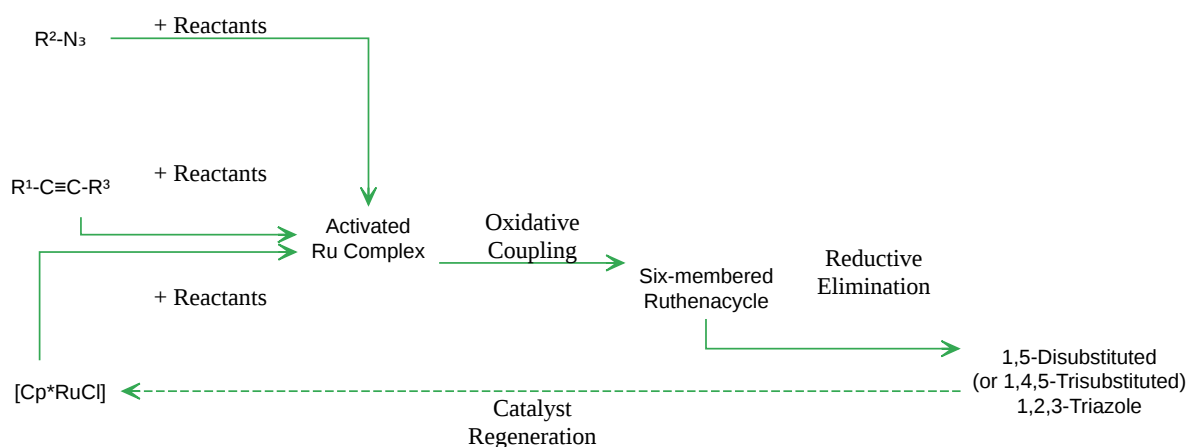 + Reactants
R²-N₃
+ Reactants
R¹-C≡C-R³
Activated
Ru Complex
Oxidative
Coupling
+ Reactants
Six-membered
Ruthenacycle
Reductive
Elimination
1,5-Disubstituted
(or 1,4,5-Trisubstituted)
1,2,3-Triazole
[Cp*RuCl]
Catalyst
Regeneration